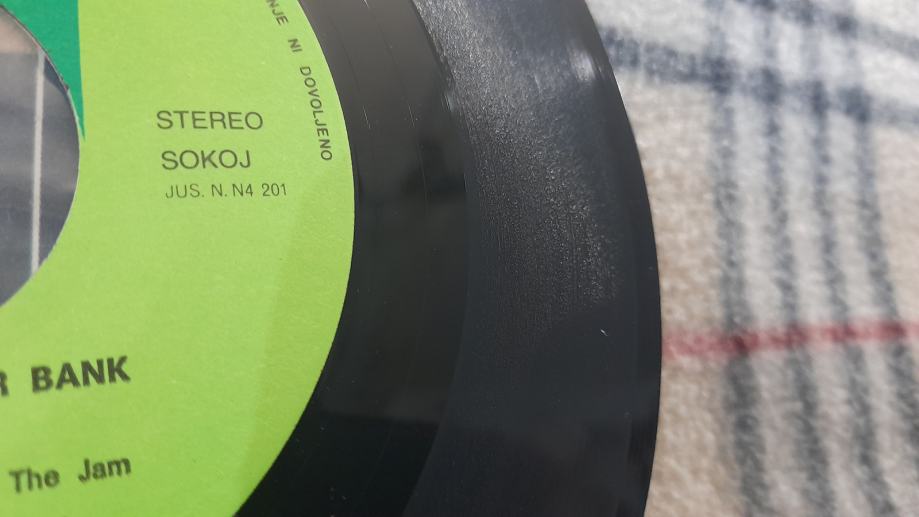 NJE NI DOVOLJENO
STEREO
SOKOJ
JUS. N. N4 201
R BANK
The Jam